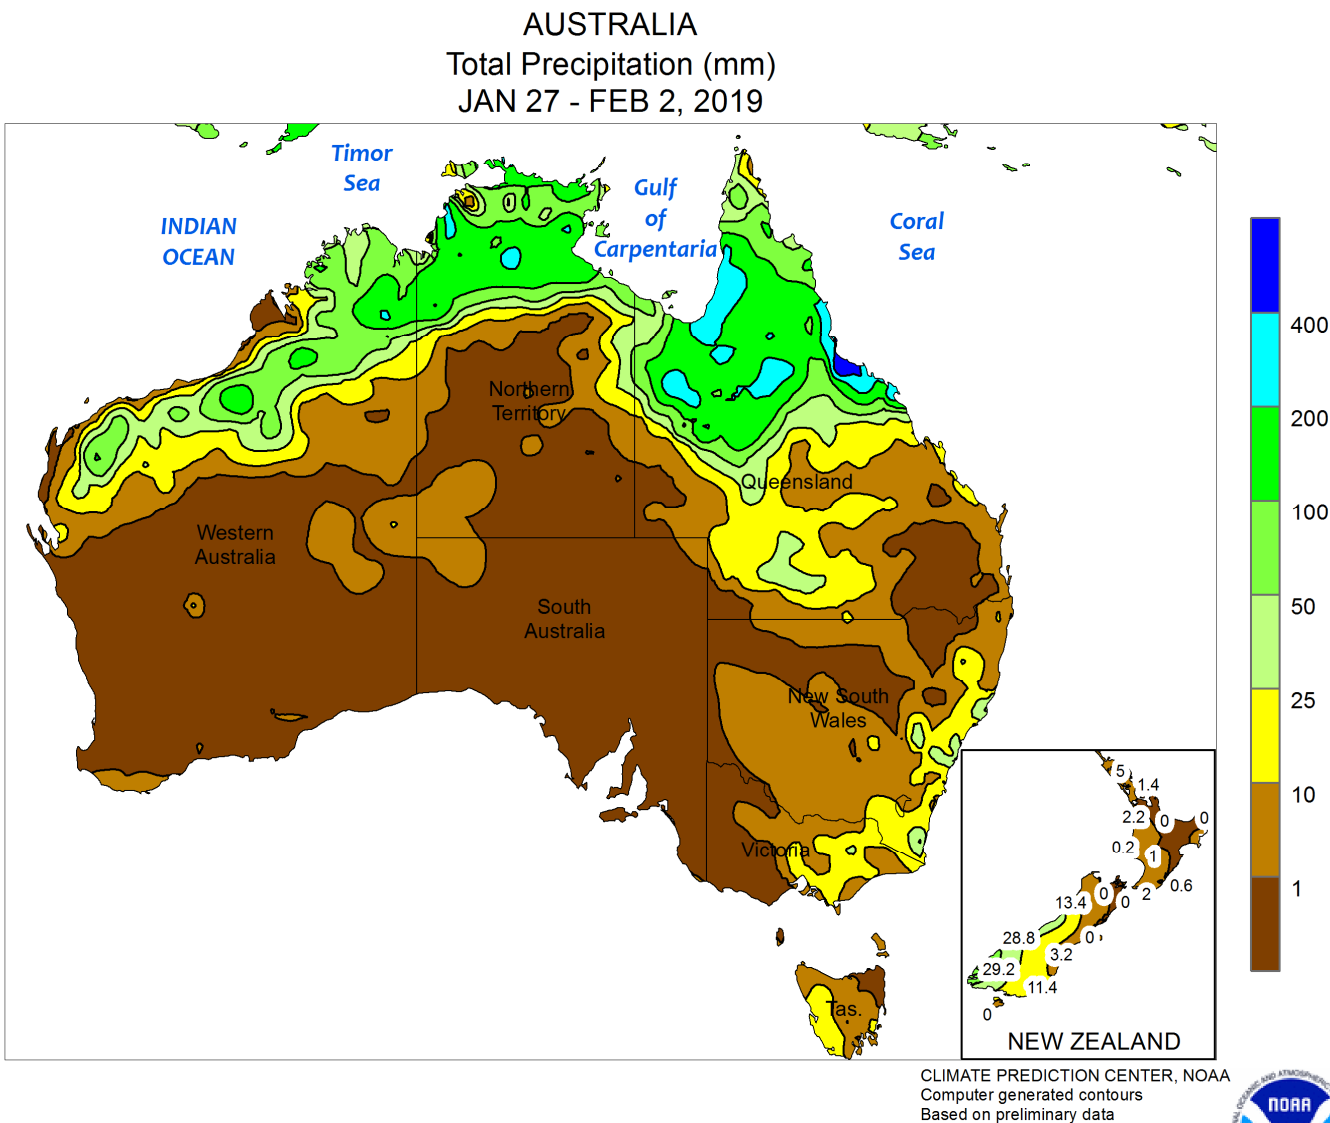 AUSTRALIA
Total Precipitation (mm)
JAN 27 - FEB 2, 2019
Timor
Sea
Gulf
of
Carpentaria
INDIAN
OCEAN
Coral
Sea
400
200
100
50
25
10
1
Northern
Territory
Queensland
Western
Australia
South
Australia
New South
Wales
Victoria
Tas.
5
1.4
2.2
0
0
0.2
1
0.6
2
0
0
13.4
0
28.8
3.2
29.2
11.4
0
NEW ZEALAND
CLIMATE PREDICTION CENTER, NOAA
Computer generated contours
Based on preliminary data
NOAA